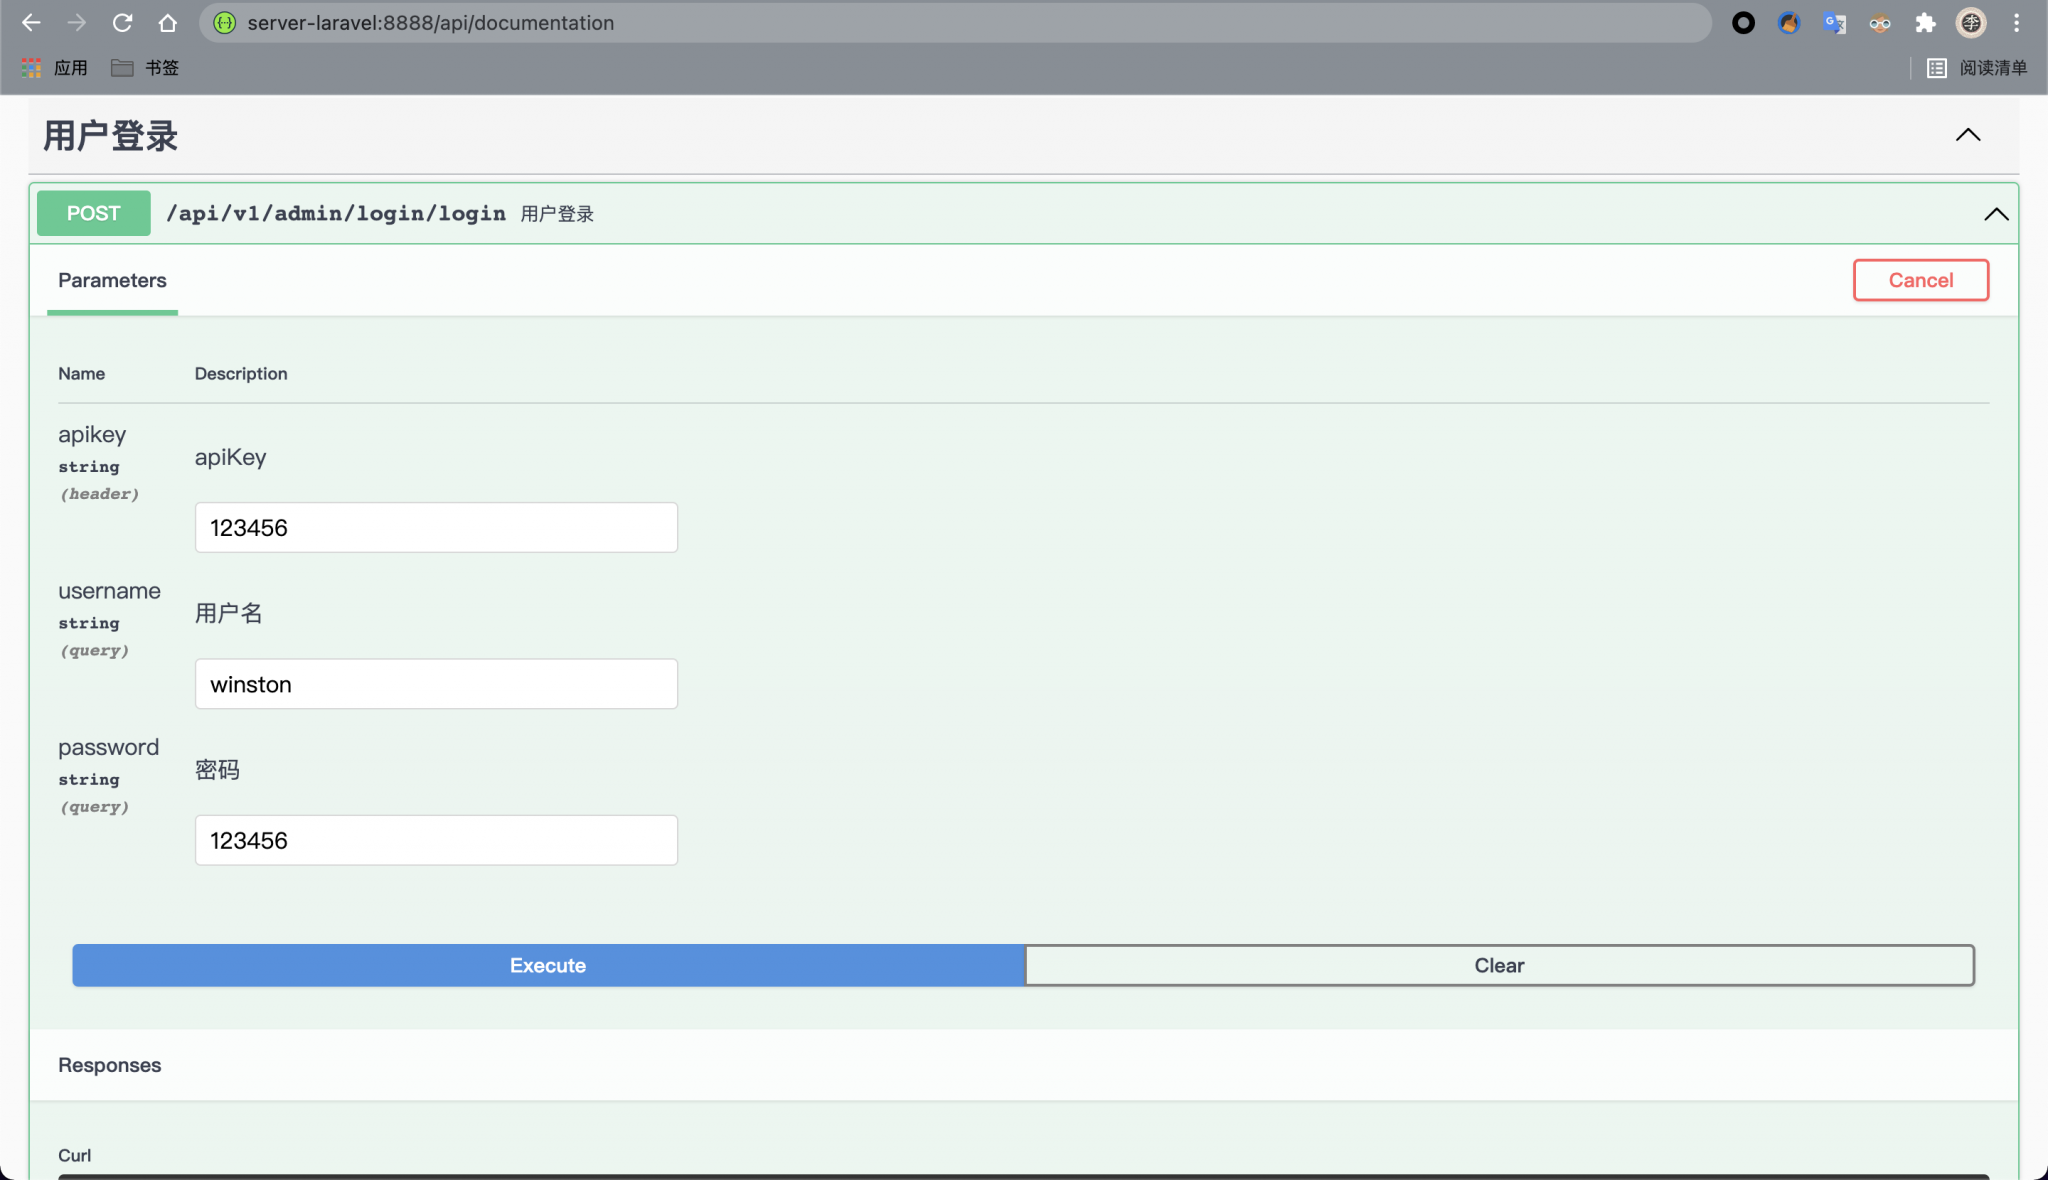 server-laravel:8888/api/documentation
李
应用 书签 阅读清单
用户登录
POST /api/v1/admin/login/login 用户登录
Parameters Cancel
Name Description
apikey
string
(header)
apiKey
123456
username
string
(query)
用户名
winston
password
string
(query)
密码
123456
Execute Clear
Responses
Curl